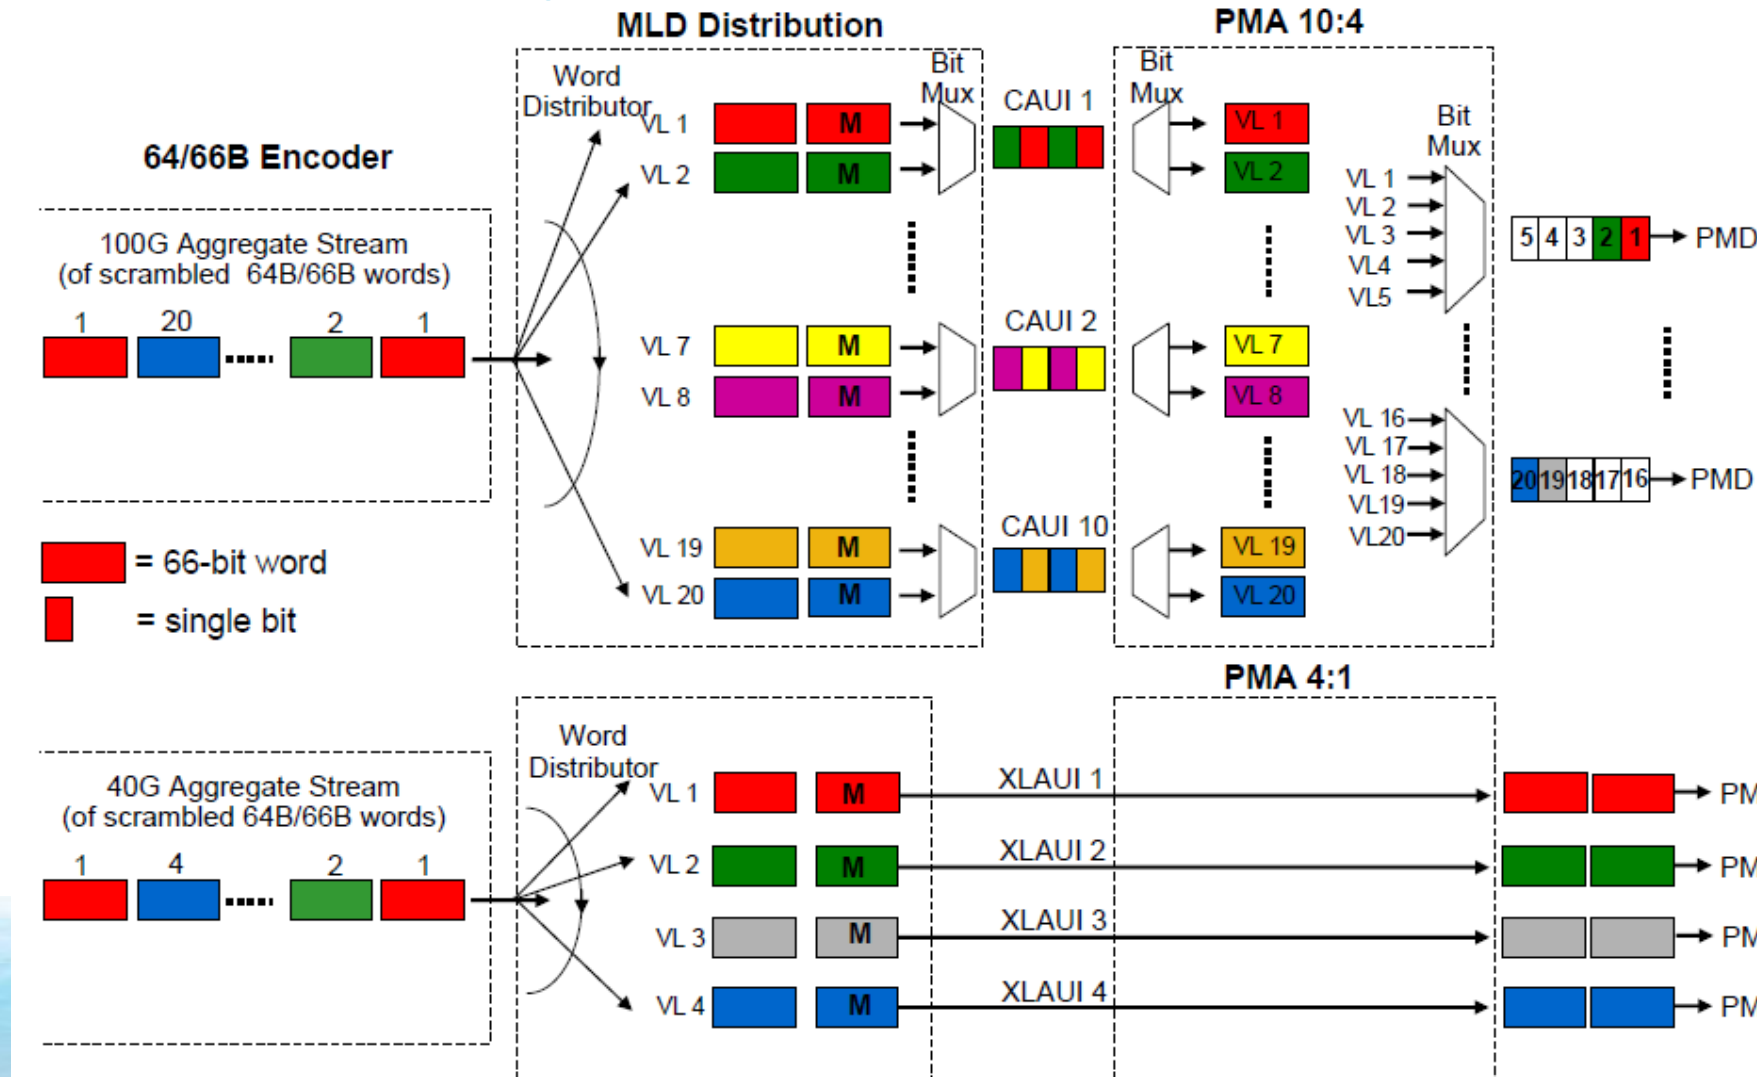 MLD Distribution
PMA 10:4
Word
Distributor
Bit
Mux
CAUI 1
Bit
Mux
Bit
Mux
64/66B Encoder
100G Aggregate Stream
(of scrambled 64B/66B words)
1 20 2 1
VL 1 M
VL 2 M
VL 1
VL 2
VL 1
VL 2
VL 3
VL4
VL5
5 4 3 2 1 PMD
CAUI 2
VL 7 M
VL 8 M
VL 7
VL 8
VL 16
VL 17
VL 18
VL19
VL20
20 19 18 17 16 PMD
CAUI 10
VL 19 M
VL 20 M
VL 19
VL 20
= 66-bit word
= single bit
PMA 4:1
Word
Distributor
40G Aggregate Stream
(of scrambled 64B/66B words)
1 4 2 1
VL 1 M XLAUI 1 PM
VL 2 M XLAUI 2 PM
VL 3 M XLAUI 3 PM
VL 4 M XLAUI 4 PM